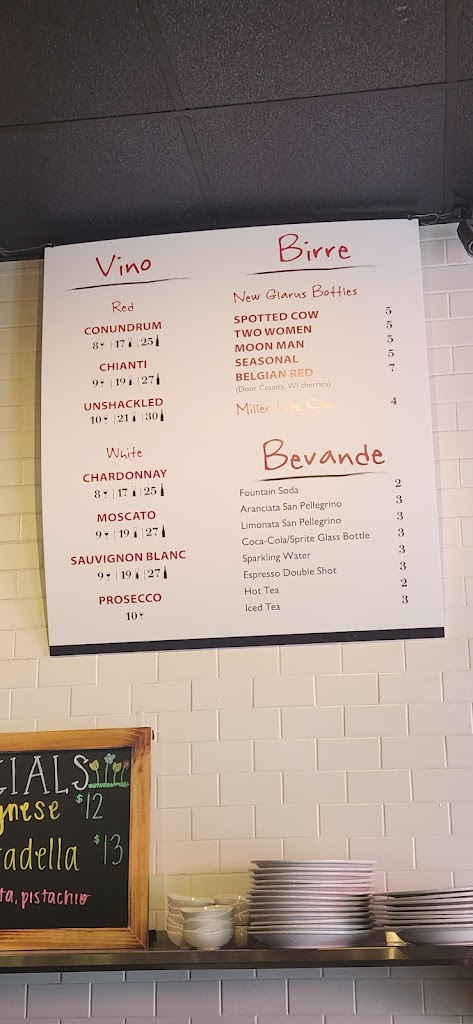 Vino
Red
CONUNDRUM
8 | 17 | 25
CHIANTI
9 | 19 | 27
UNSHACKLED
10 | 21 | 30
White
CHARDONNAY
8 | 17 | 25
MOSCATO
9 | 19 | 27
SAUVIGNON BLANC
9 | 19 | 27
PROSECCO
10
Birre
New Glarus Bottles
SPOTTED COW 5
TWO WOMEN 5
MOON MAN 5
SEASONAL 5
BELGIAN RED 7
(Door County, WI cherries)
Miller Lite Can 4
Bevande
Fountain Soda 2
Aranciata San Pellegrino 3
Limonata San Pellegrino 3
Coca-Cola/Sprite Glass Bottle 3
Sparkling Water 3
Espresso Double Shot 3
Hot Tea 2
Iced Tea 3
CIALS
gnese $12
adella $13
ta, pistachio